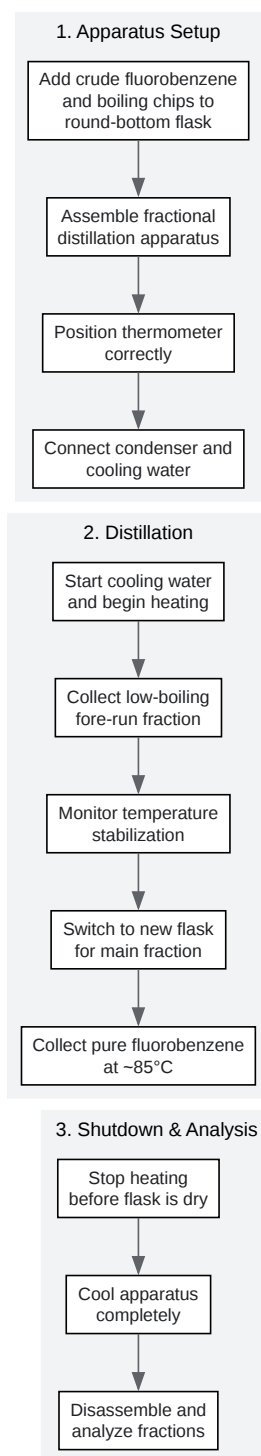 1. Apparatus Setup
Add crude fluorobenzene
and boiling chips to
round-bottom flask
Assemble fractional
distillation apparatus
Position thermometer
correctly
Connect condenser and
cooling water
2. Distillation
Start cooling water
and begin heating
Collect low-boiling
fore-run fraction
Monitor temperature
stabilization
Switch to new flask
for main fraction
Collect pure fluorobenzene
at ~85°C
3. Shutdown & Analysis
Stop heating
before flask is dry
Cool apparatus
completely
Disassemble and
analyze fractions